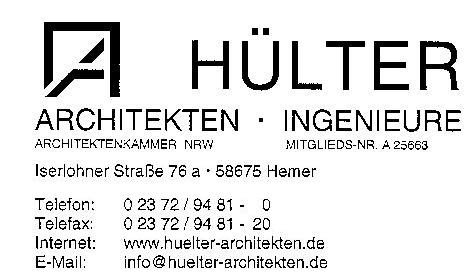 HÜLTER
ARCHITEKTEN · INGENIEURE
ARCHITEKTENKAMMER NRW MITGLIEDS-NR. A 25663
Iserlohner Straße 76 a · 58675 Hemer
Telefon: 0 23 72 / 94 81 - 0
Telefax: 0 23 72 / 94 81 - 20
Internet: www.huelter-architekten.de
E-Mail: info@huelter-architekten.de